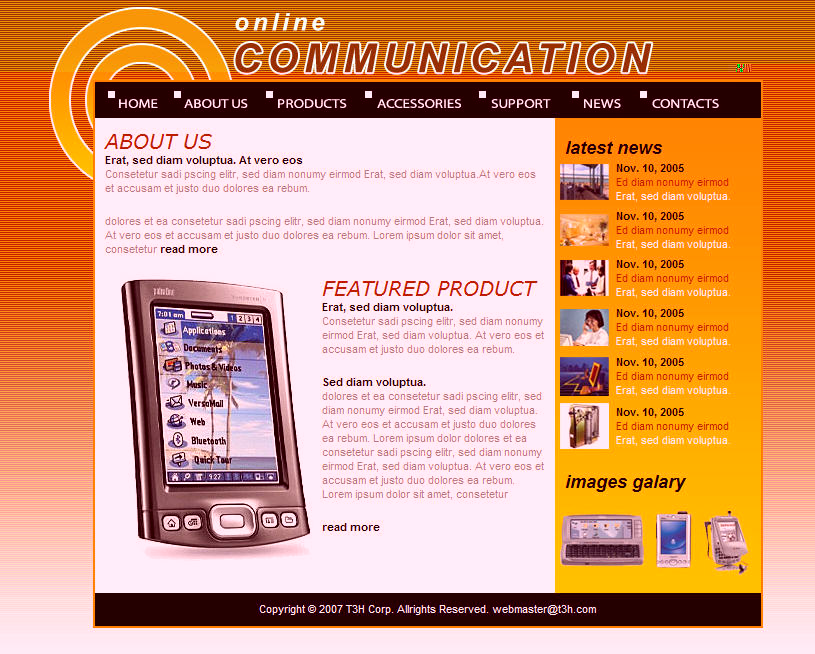 online
COMMUNICATION
HOME ABOUT US PRODUCTS ACCESSORIES SUPPORT NEWS CONTACTS
ABOUT US
Erat, sed diam voluptua. At vero eos
Consetetur sadi pscing elitr, sed diam nonumy eirmod Erat, sed diam voluptua.At vero eos
et accusam et justo duo dolores ea rebum.
dolores et ea consetetur sadi pscing elitr, sed diam nonumy eirmod Erat, sed diam voluptua.
At vero eos et accusam et justo duo dolores ea rebum. Lorem ipsum dolor sit amet,
consetetur read more
7:01 am
1 2 3 4
Applications
Documents
Photos & Videos
Music
VersaMail
Web
Bluetooth
Quick Tour
9:27
FEATURED PRODUCT
Erat, sed diam voluptua.
Consetetur sadi pscing elitr, sed diam nonumy
eirmod Erat, sed diam voluptua. At vero eos et
accusam et justo duo dolores ea rebum.
Sed diam voluptua.
dolores et ea consetetur sadi pscing elitr, sed
diam nonumy eirmod Erat, sed diam voluptua.
At vero eos et accusam et justo duo dolores
ea rebum. Lorem ipsum dolor dolores et ea
consetetur sadi pscing elitr, sed diam nonumy
eirmod Erat, sed diam voluptua. At vero eos et
accusam et justo duo dolores ea rebum.
Lorem ipsum dolor sit amet, consetetur
read more
latest news
Nov. 10, 2005
Ed diam nonumy eirmod
Erat, sed diam voluptua.
Nov. 10, 2005
Ed diam nonumy eirmod
Erat, sed diam voluptua.
Nov. 10, 2005
Ed diam nonumy eirmod
Erat, sed diam voluptua.
Nov. 10, 2005
Ed diam nonumy eirmod
Erat, sed diam voluptua.
Nov. 10, 2005
Ed diam nonumy eirmod
Erat, sed diam voluptua.
Nov. 10, 2005
Ed diam nonumy eirmod
Erat, sed diam voluptua.
images galary
Copyright © 2007 T3H Corp. Allrights Reserved. webmaster@t3h.com